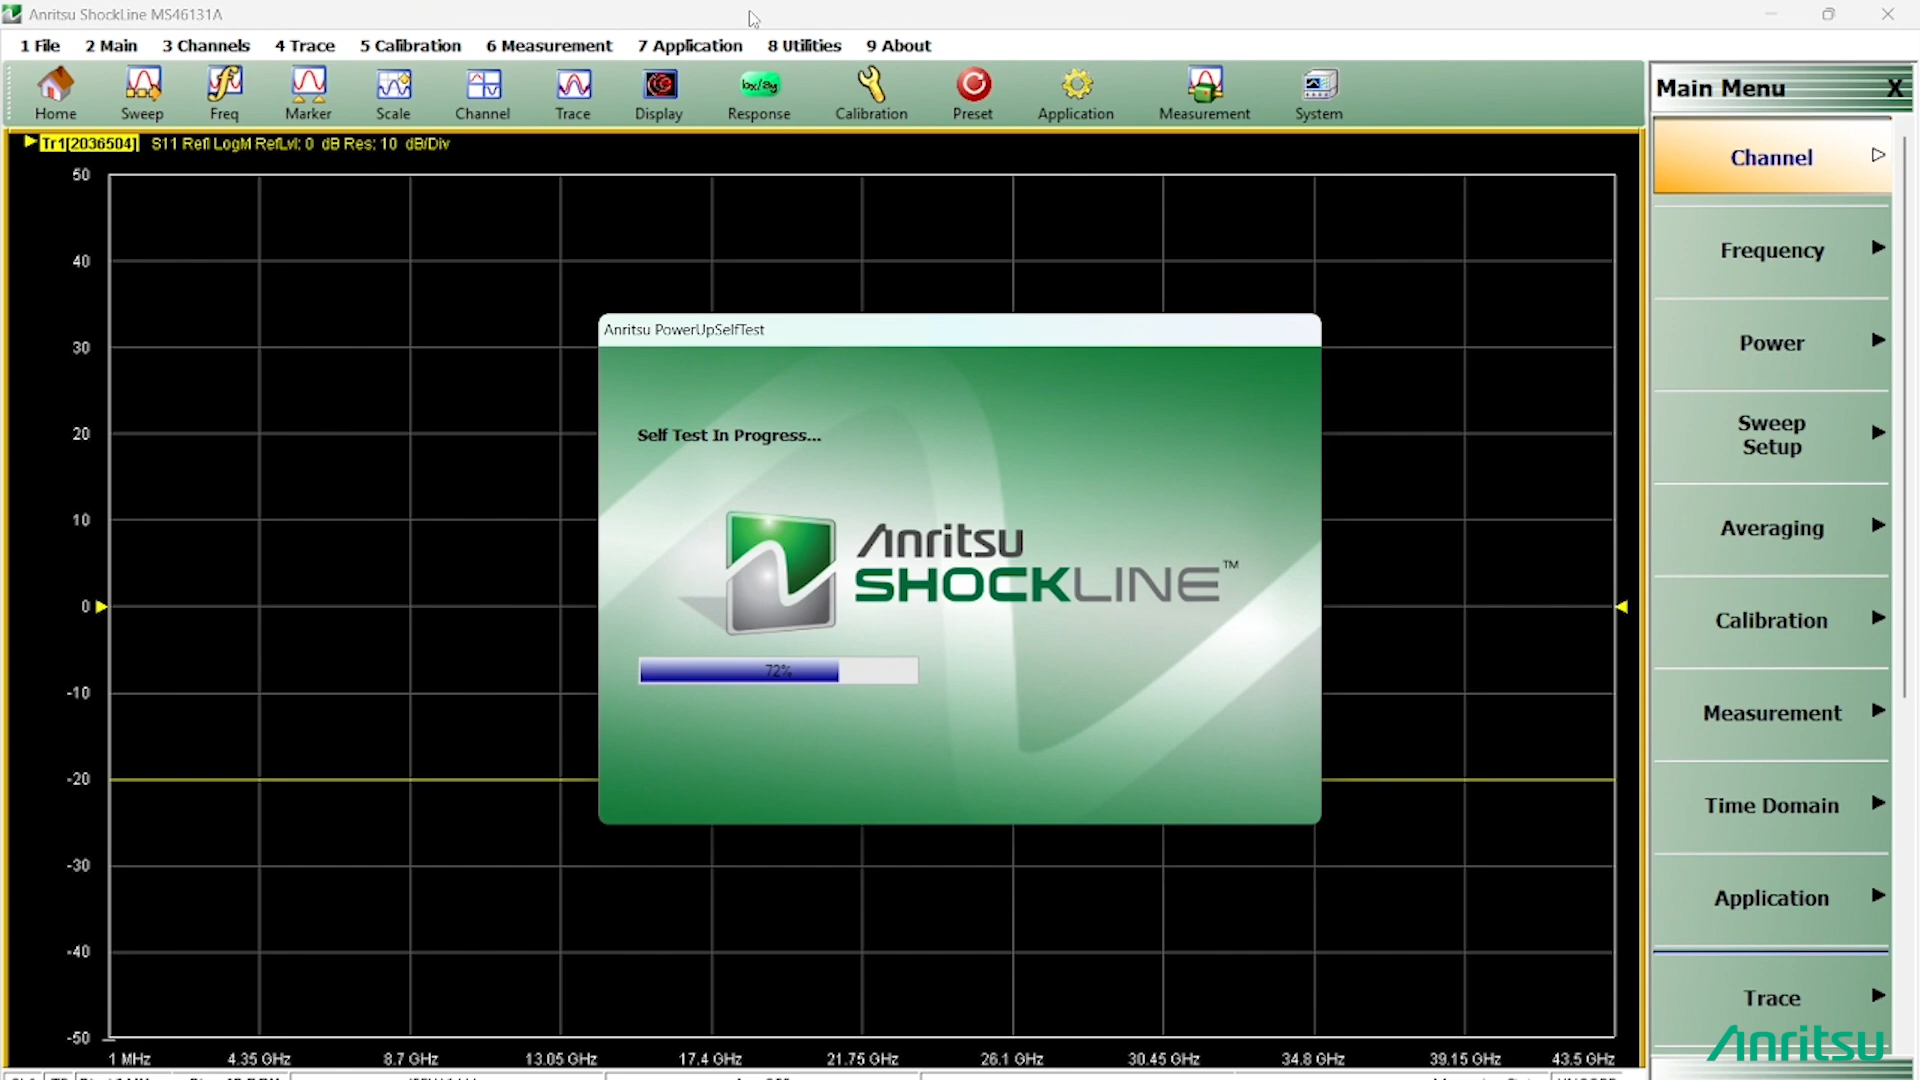 Anritsu ShockLine MS46131A
1 File 2 Main 3 Channels 4 Trace 5 Calibration 6 Measurement 7 Application 8 Utilities 9 About
Home Sweep Freq Marker Scale Channel Trace Display Response Calibration Preset Application Measurement System
Tr1[2036504] S11 Refl LogM RefLvl: 0 dB Res: 10 dB/Div
50
40
30
20
10
0
-10
-20
-30
-40
-50
1 MHz 4.35 GHz 8.7 GHz 13.05 GHz 17.4 GHz 21.75 GHz 26.1 GHz 30.45 GHz 34.8 GHz 39.15 GHz 43.5 GHz
Anritsu PowerUpSelfTest
Self Test In Progress...
Anritsu
SHOCKLINE™
72%
Main Menu X
Channel
Frequency
Power
Sweep
Setup
Averaging
Calibration
Measurement
Time Domain
Application
Trace
Anritsu